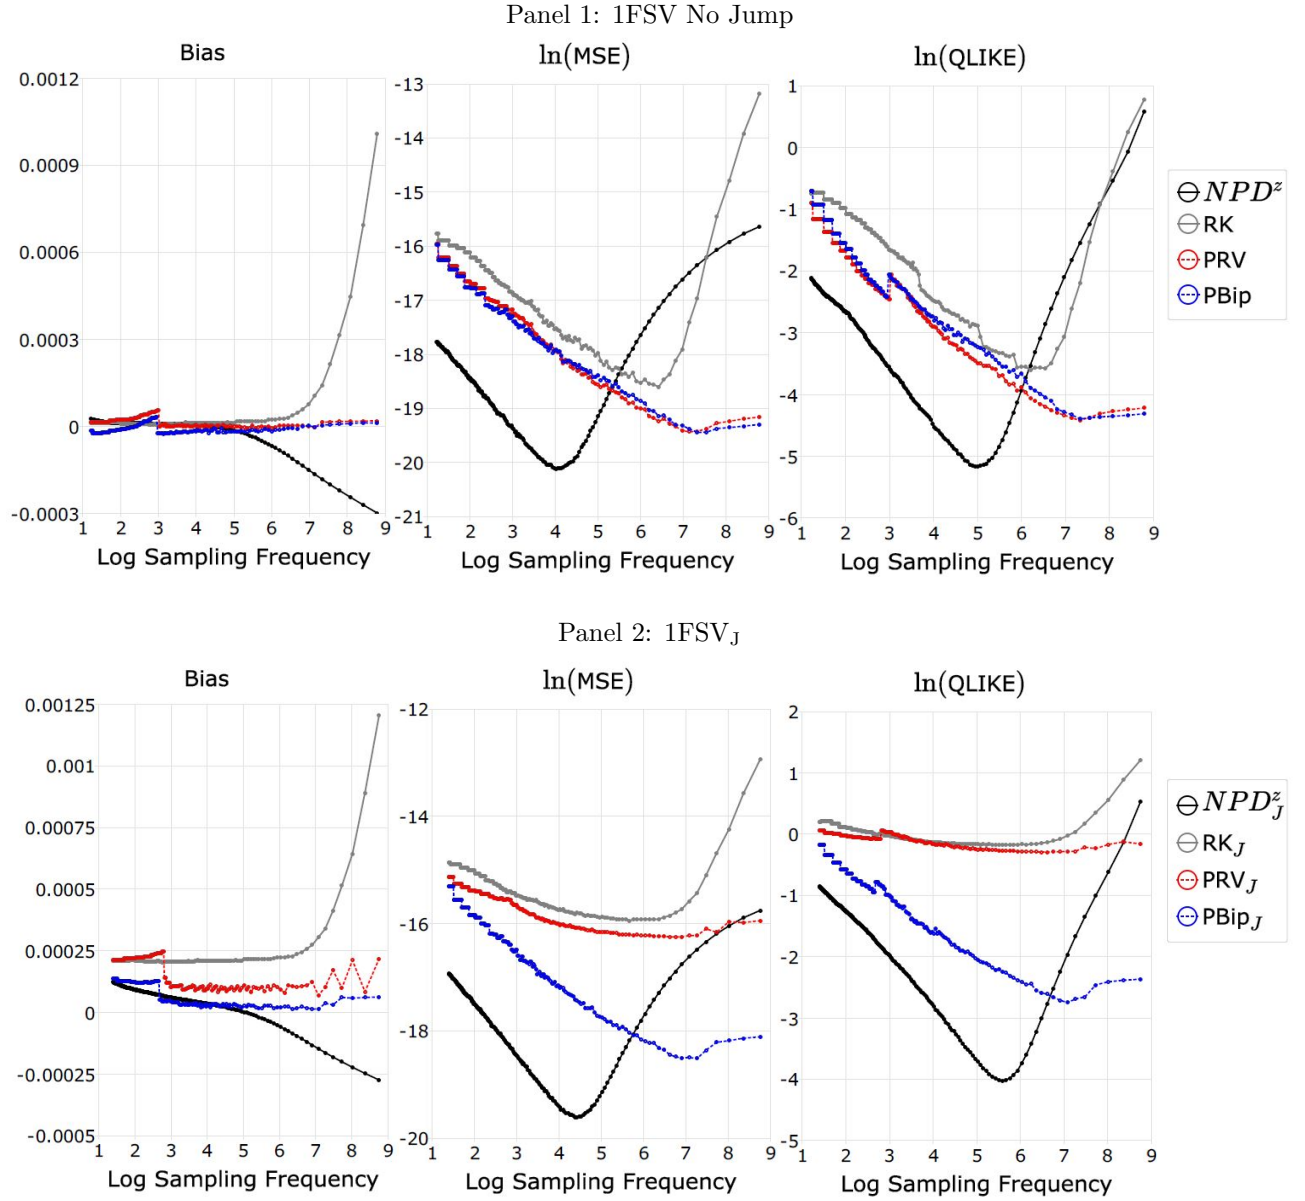 Panel 1: 1FSV No Jump
Bias
ln(MSE)
ln(QLIKE)
0.0012
0.0009
0.0006
0.0003
0
-0.0003
1 2 3 4 5 6 7 8 9
Log Sampling Frequency
-13
-14
-15
-16
-17
-18
-19
-20
-21
1 2 3 4 5 6 7 8 9
Log Sampling Frequency
1
0
-1
-2
-3
-4
-5
-6
1 2 3 4 5 6 7 8 9
Log Sampling Frequency
NPD^z
RK
PRV
PBip
Panel 2: 1FSV_J
Bias
ln(MSE)
ln(QLIKE)
0.00125
0.001
0.00075
0.0005
0.00025
0
-0.00025
-0.0005
1 2 3 4 5 6 7 8 9
Log Sampling Frequency
-12
-14
-16
-18
-20
1 2 3 4 5 6 7 8 9
Log Sampling Frequency
2
1
0
-1
-2
-3
-4
-5
1 2 3 4 5 6 7 8 9
Log Sampling Frequency
NPD^z_J
RK_J
PRV_J
PBip_J